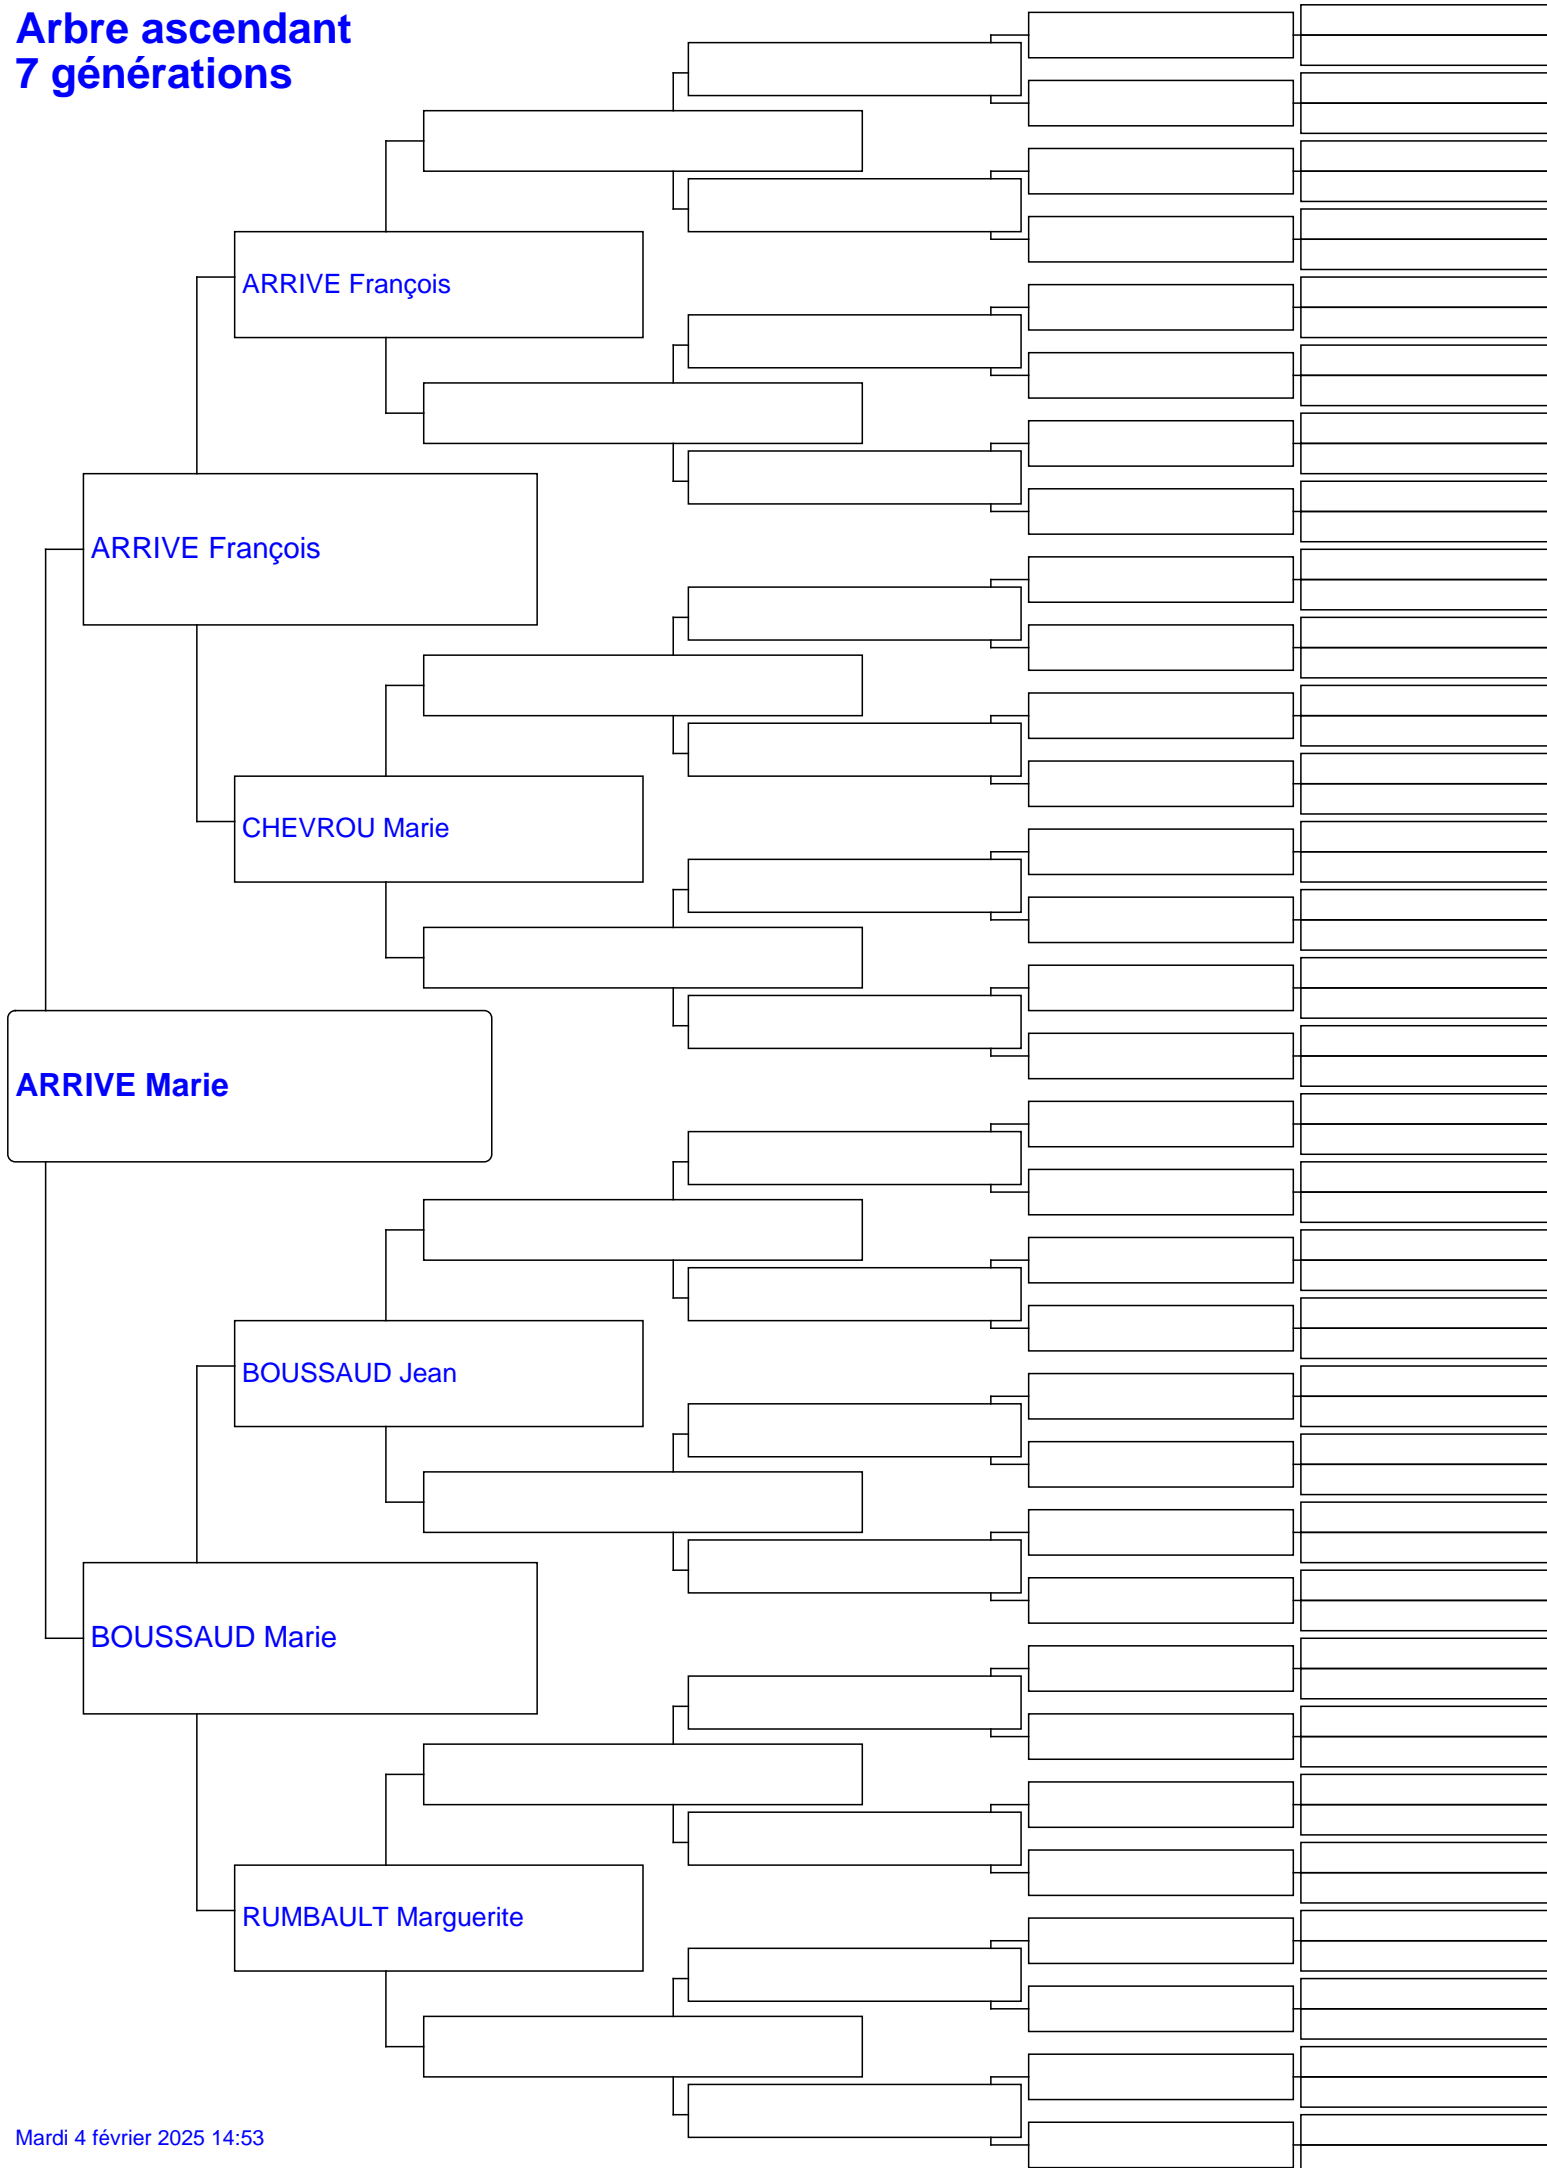 Arbre ascendant
7 générations
ARRIVE François
ARRIVE François
CHEVROU Marie
ARRIVE Marie
BOUSSAUD Jean
BOUSSAUD Marie
RUMBAULT Marguerite
Mardi 4 février 2025 14:53